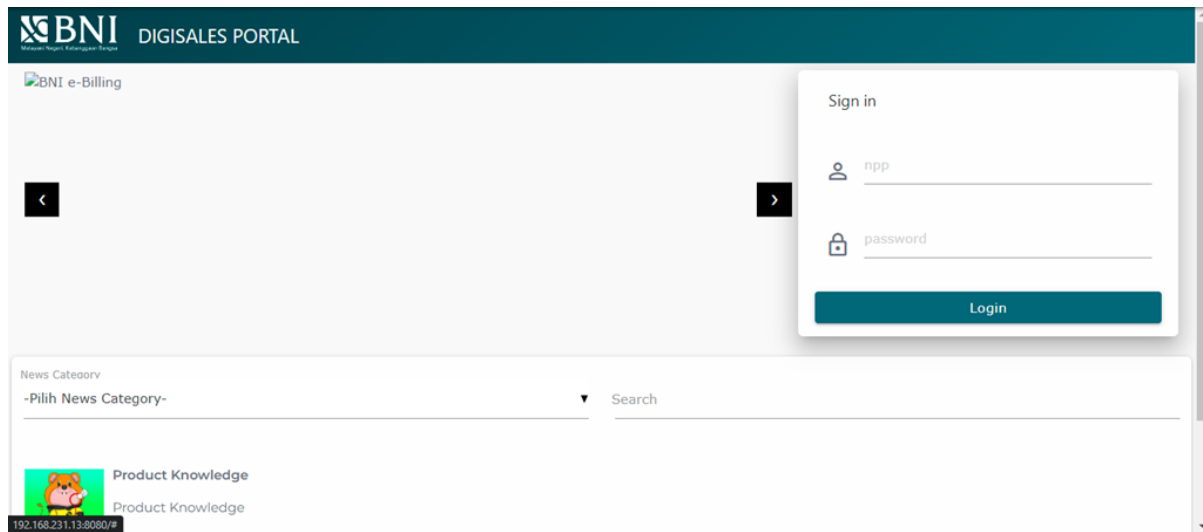 BNI
Melayani Negeri, Kebanggaan Bangsa
DIGISALES PORTAL
BNI e-Billing
Sign in
npp
password
Login
‹
›
News Category
-Pilih News Category-
Search
Product Knowledge
Product Knowledge
192.168.231.13:8080/#